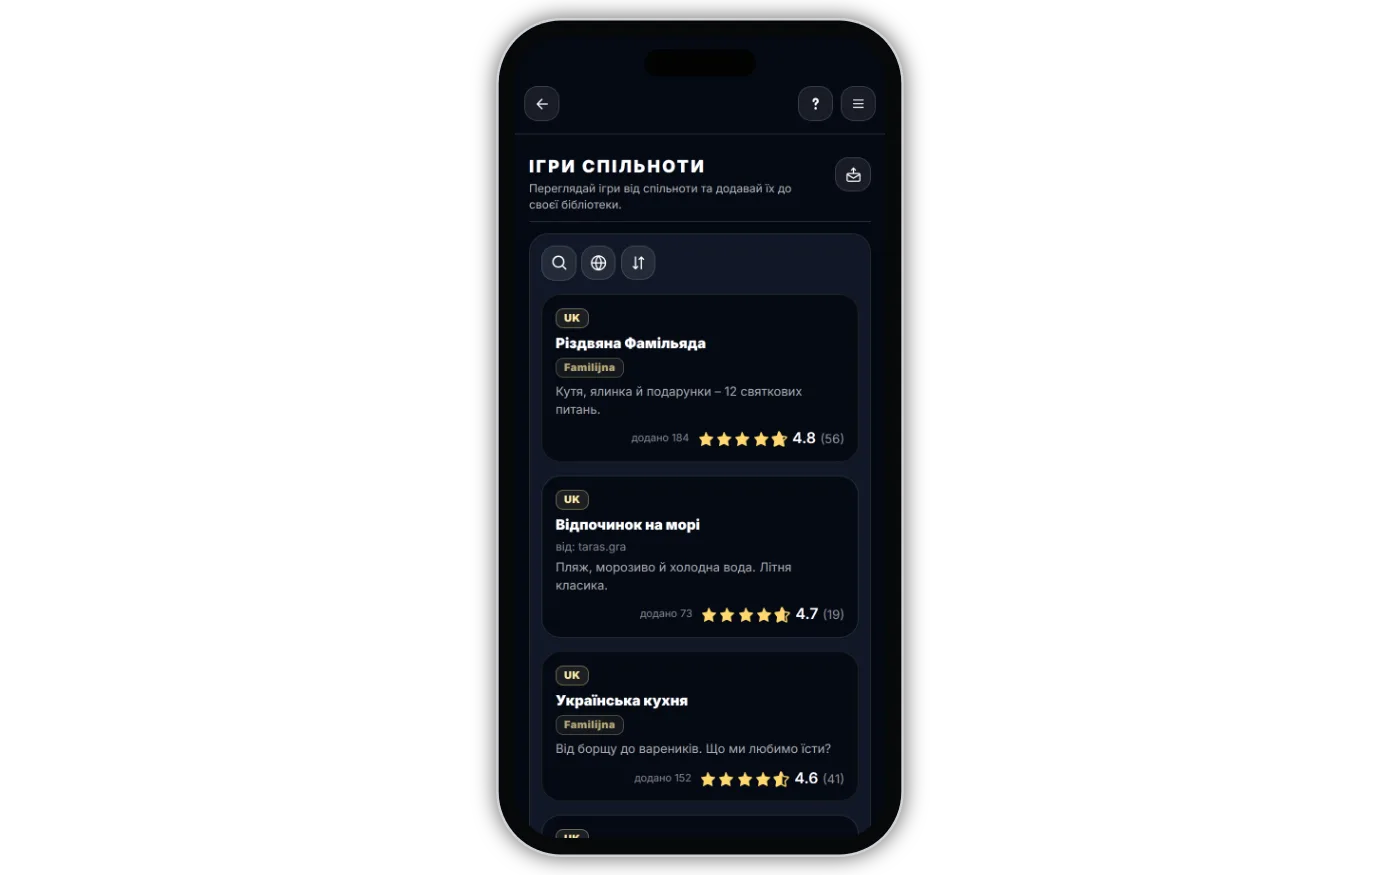 ?
ІГРИ СПІЛЬНОТИ
Переглядай ігри від спільноти та додавай їх до
своєї бібліотеки.
UK
Різдвяна Фамільяда
Familijna
Кутя, ялинка й подарунки – 12 святкових
питань.
додано 184 4.8 (56)
UK
Відпочинок на морі
від: taras.gra
Пляж, морозиво й холодна вода. Літня
класика.
додано 73 4.7 (19)
UK
Українська кухня
Familijna
Від борщу до вареників. Що ми любимо їсти?
додано 152 4.6 (41)
UK